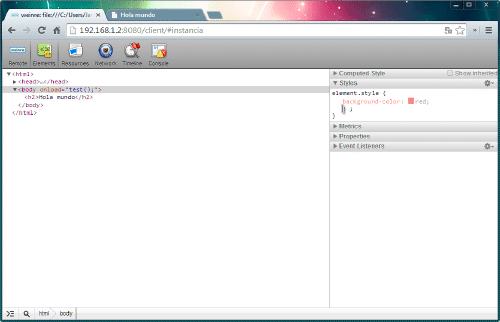 weinre: file:///C:/Users/le
Hola mundo
192.168.1.2:8080/client/#instancia
Remote Elements Resources Network Timeline Console
▼<html>
▶<head>…</head>
▼<body onload="test();">
<h2>Hola mundo</h2>
</body>
</html>
▶ Computed Style Show inherited
▼ Styles
element.style {
background-color: red;
: ;
}
▶ Metrics
▶ Properties
▶ Event Listeners
html body